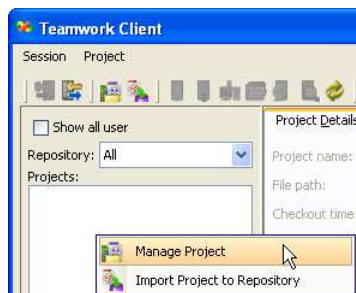 Teamwork Client
Session Project
Show all user
Project Details
Repository: All
Project name:
Projects:
File path:
Checkout time:
Manage Project
Import Project to Repository